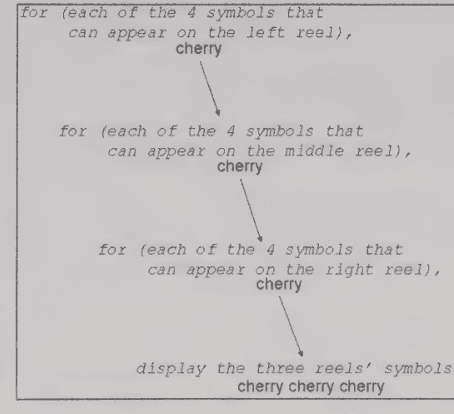 for (each of the 4 symbols that
can appear on the left reel),
cherry
for (each of the 4 symbols that
can appear on the middle reel),
cherry
for (each of the 4 symbols that
can appear on the right reel),
cherry
display the three reels' symbols
cherry cherry cherry